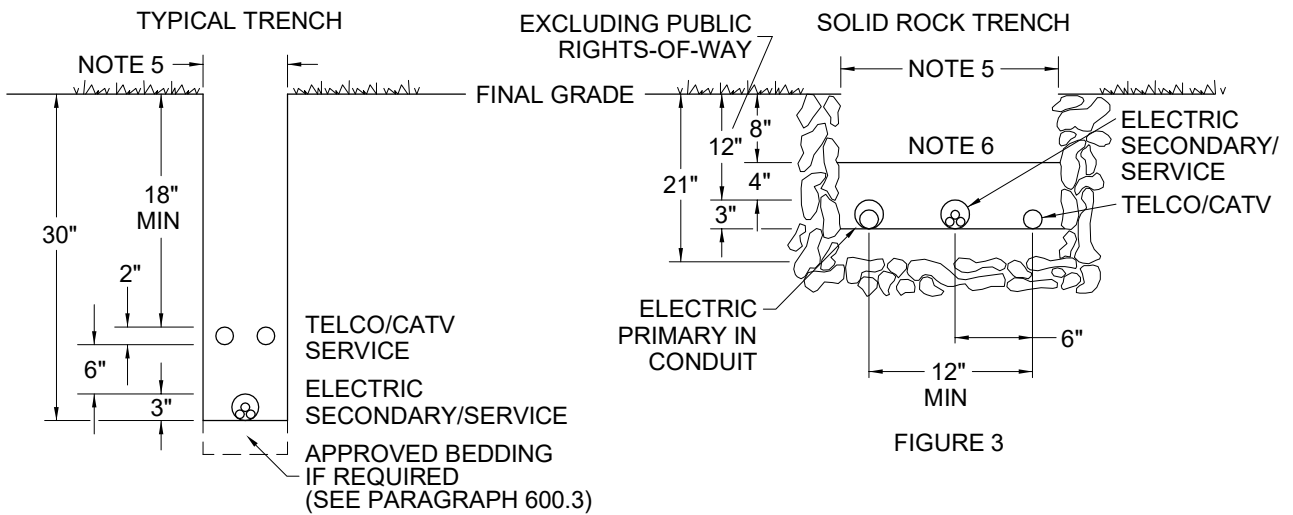 TYPICAL TRENCH
NOTE 5
30"
18"
MIN
2"
6"
3"
TELCO/CATV
SERVICE
ELECTRIC
SECONDARY/SERVICE
APPROVED BEDDING
IF REQUIRED
(SEE PARAGRAPH 600.3)
FINAL GRADE
EXCLUDING PUBLIC
RIGHTS-OF-WAY
SOLID ROCK TRENCH
NOTE 5
8"
12"
21"
4"
3"
NOTE 6
ELECTRIC
SECONDARY/
SERVICE
TELCO/CATV
ELECTRIC
PRIMARY IN
CONDUIT
6"
12"
MIN
FIGURE 3